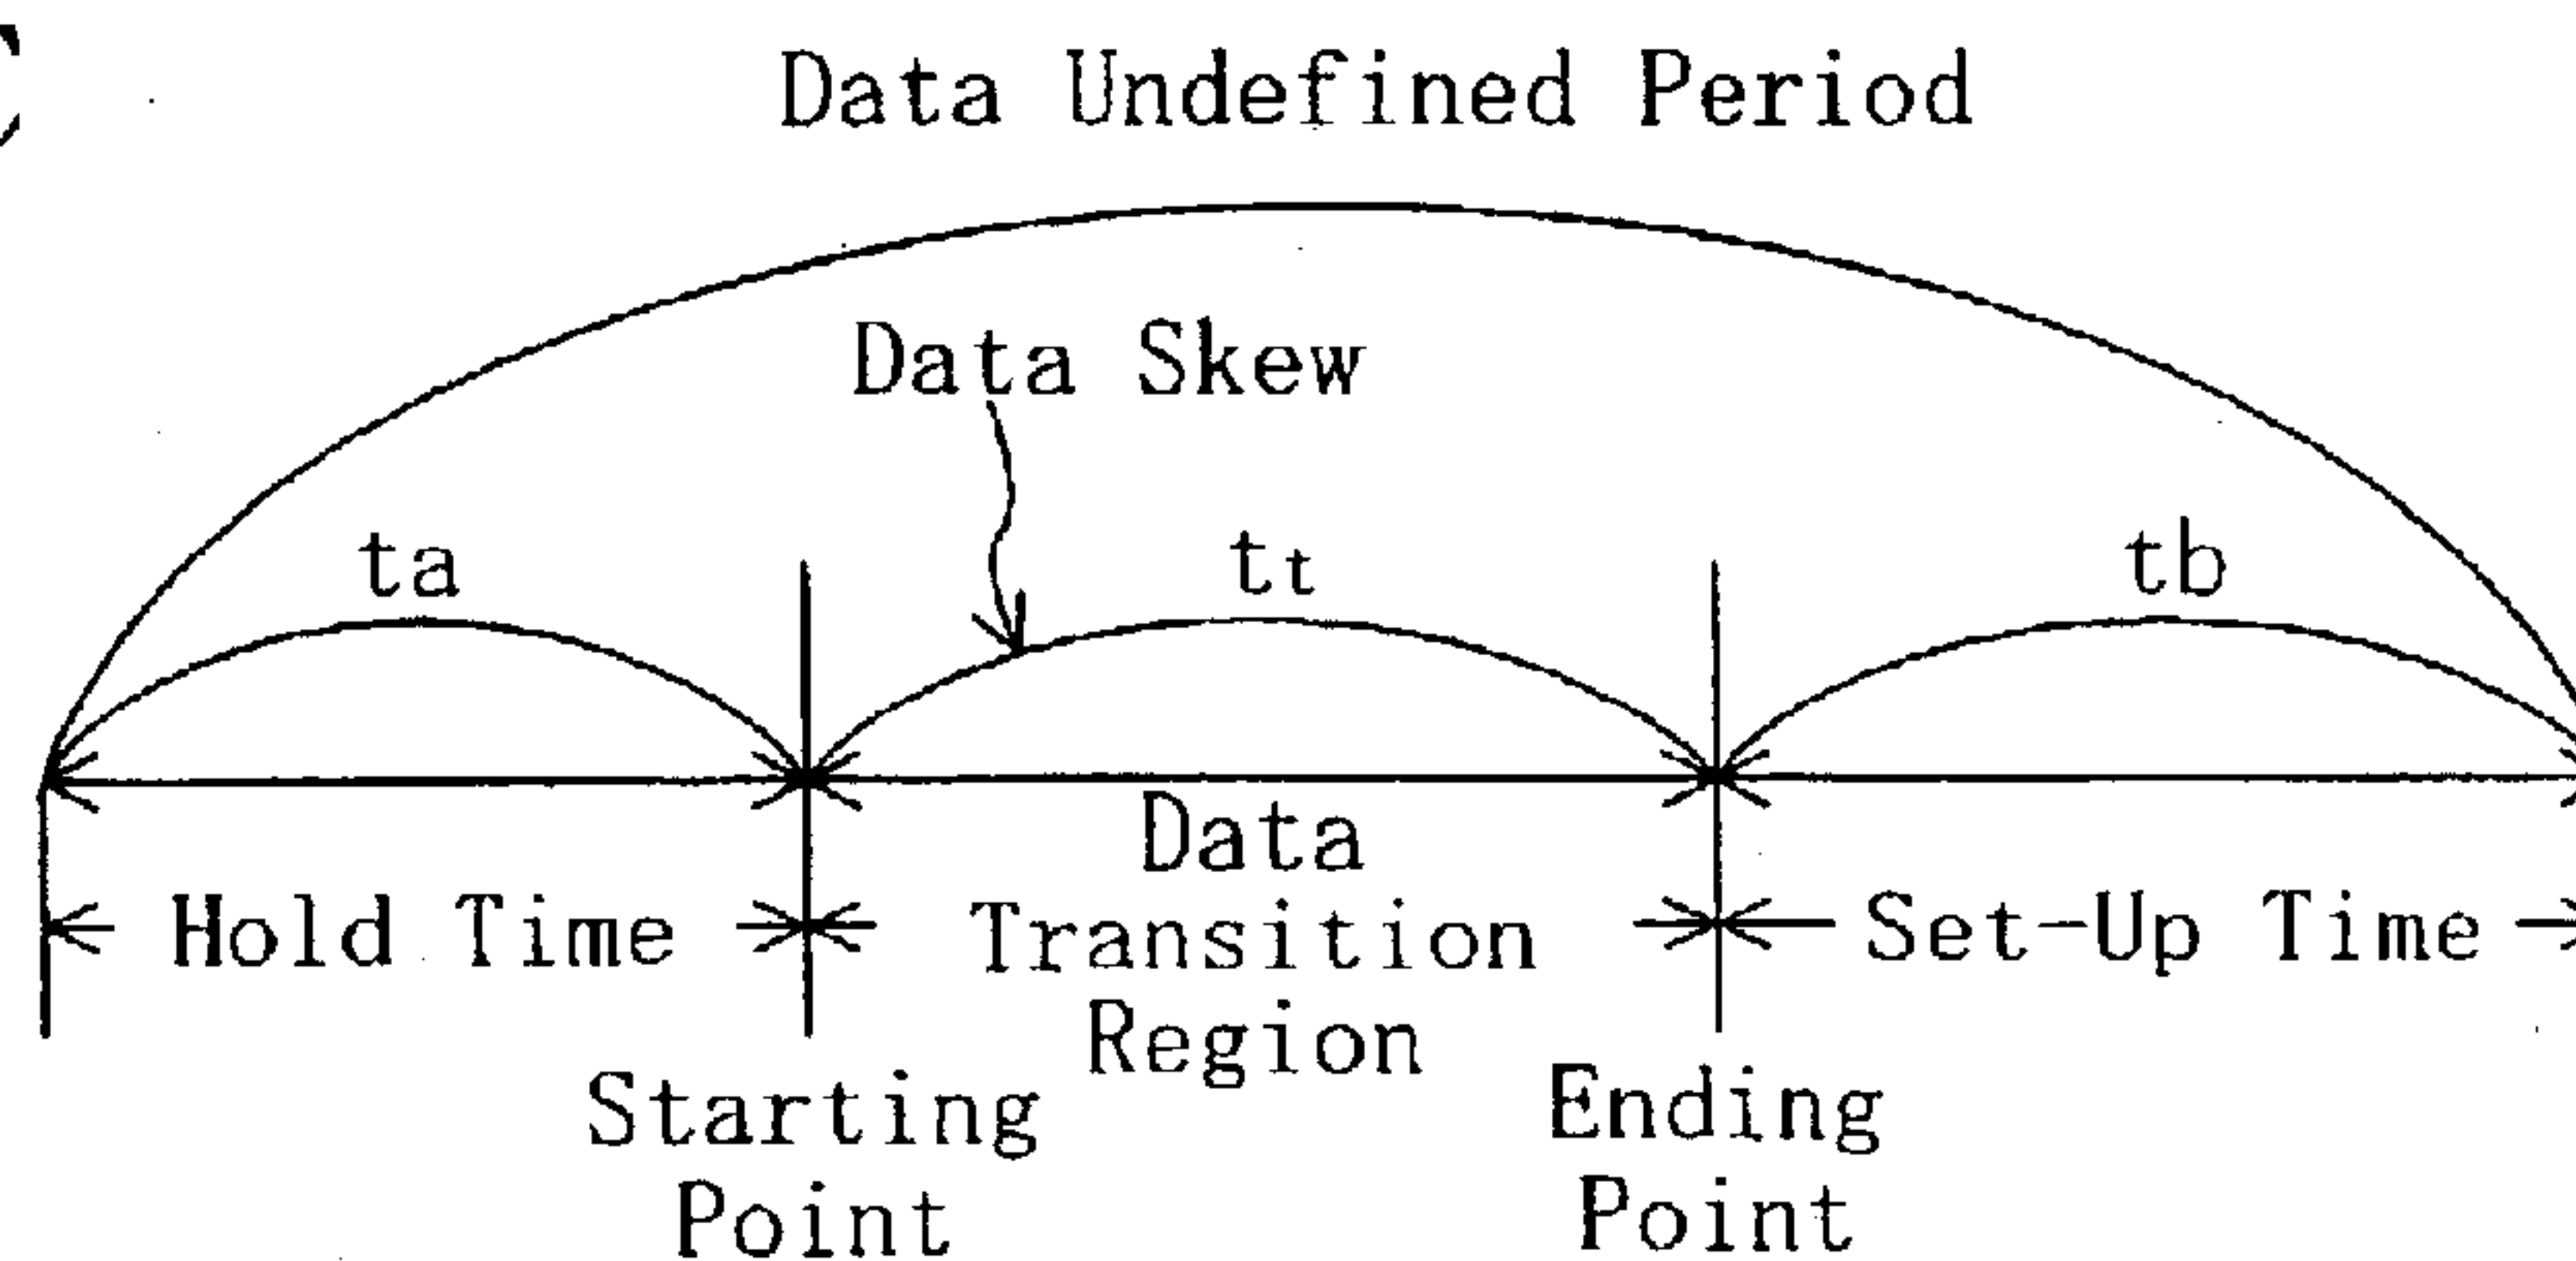 Data Undefined Period
Data Skew
ta
tt
tb
Data
Transition
Region
Hold Time
Set-Up Time
Starting
Point
Ending
Point